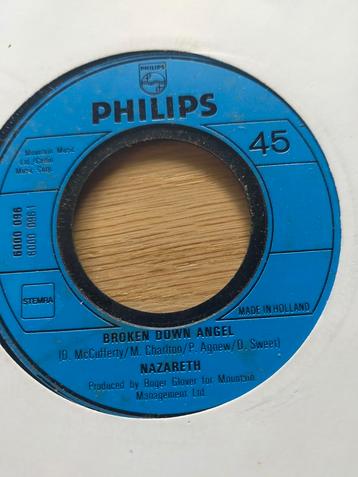 PHILIPS
PHILIPS
45
Mountain Music
Ltd./Carlin
Music Corp.
6000 096
6000 096.1
STEMRA
MADE IN HOLLAND
BROKEN DOWN ANGEL
(D. McCafferty/M. Charlton/P. Agnew/D. Sweet)
NAZARETH
Produced by Roger Glover for Mountain
Management Ltd.